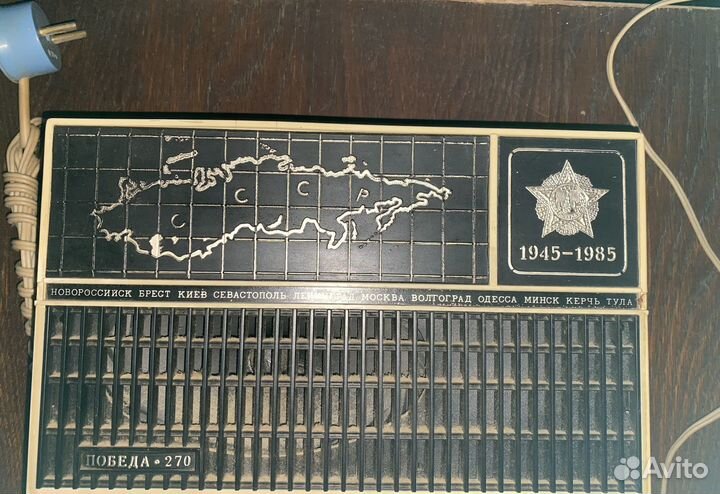 С С С Р
1945-1985
НОВОРОССИЙСК БРЕСТ КИЕВ СЕВАСТОПОЛЬ ЛЕНИНГРАД МОСКВА ВОЛГОГРАД ОДЕССА МИНСК КЕРЧЬ ТУЛА
ПОБЕДА • 270
Avito